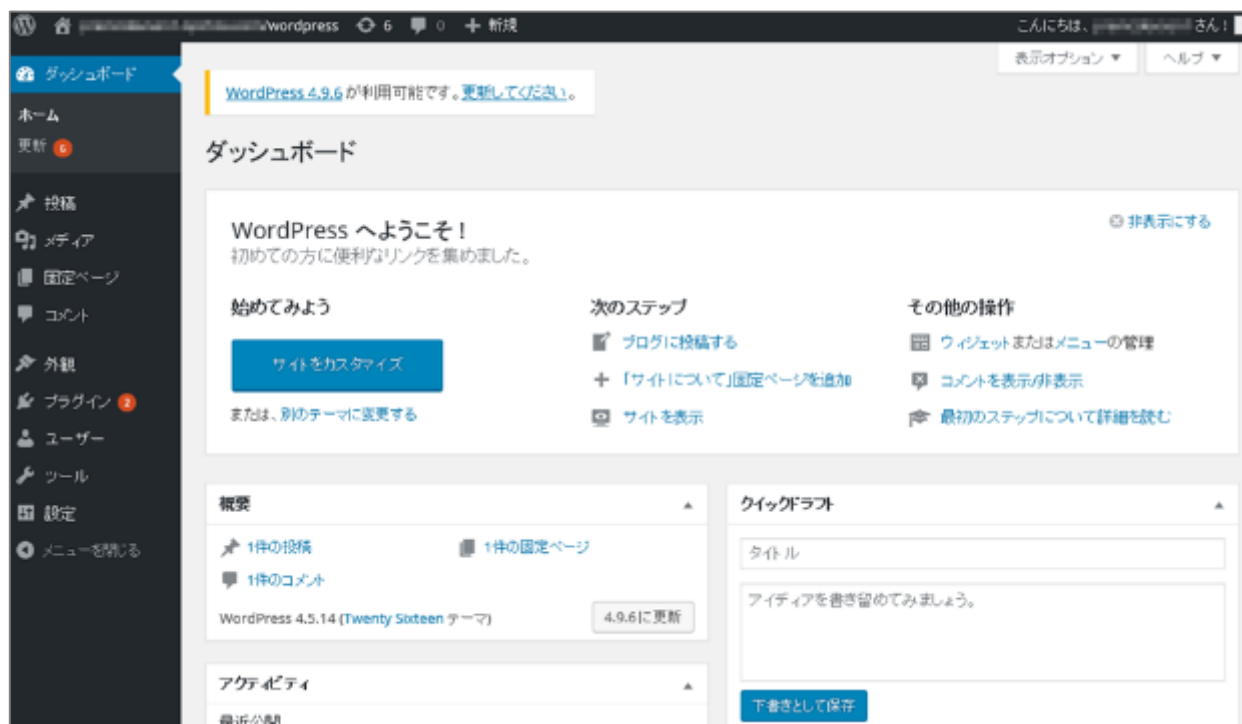 /wordpress 6 0 + 新規 こんにちは、 さん！
表示オプション ▼ ヘルプ ▼
ダッシュボード
ホーム
更新 6
投稿
メディア
固定ページ
コメント
外観
プラグイン 2
ユーザー
ツール
設定
メニューを閉じる
WordPress 4.9.6 が利用可能です。更新してください。
ダッシュボード
WordPress へようこそ！
初めての方に便利なリンクを集めました。
非表示にする
始めてみよう
サイトをカスタマイズ
または、別のテーマに変更する
次のステップ
ブログに投稿する
「サイトについて」固定ページを追加
サイトを表示
その他の操作
ウィジェットまたはメニューの管理
コメントを表示/非表示
最初のステップについて詳細を読む
概要
1件の投稿 1件の固定ページ
1件のコメント
WordPress 4.5.14 (Twenty Sixteen テーマ) 4.9.6に更新
アクティビティ
最近公開
クイックドラフト
タイトル
アイディアを書き留めてみましょう。
下書きとして保存